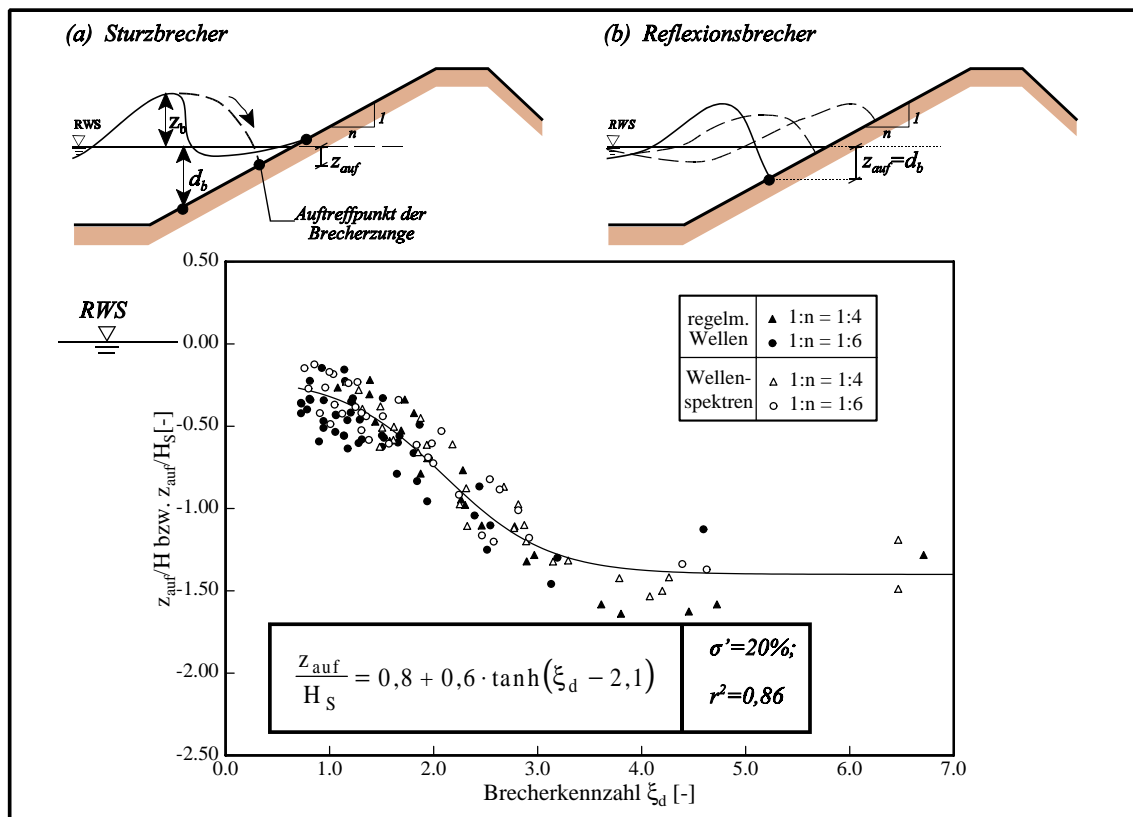 (a) Sturzbrecher
(b) Reflexionsbrecher
RWS
z_b
d_b
n
1
z_auf
Auftreffpunkt der
Brecherzunge
RWS
n
1
z_auf=d_b
RWS
0.50
0.00
-0.50
-1.00
-1.50
-2.00
-2.50
z_auf/H bzw. z_auf/H_S[-]
regelm.
Wellen
▲ 1:n = 1:4
● 1:n = 1:6
Wellen-
spektren
△ 1:n = 1:4
○ 1:n = 1:6
z_auf/H_S = 0,8 + 0,6 · tanh(ξ_d − 2,1)
σ’=20%;
r²=0,86
0.0 1.0 2.0 3.0 4.0 5.0 6.0 7.0
Brecherkennzahl ξ_d [-]